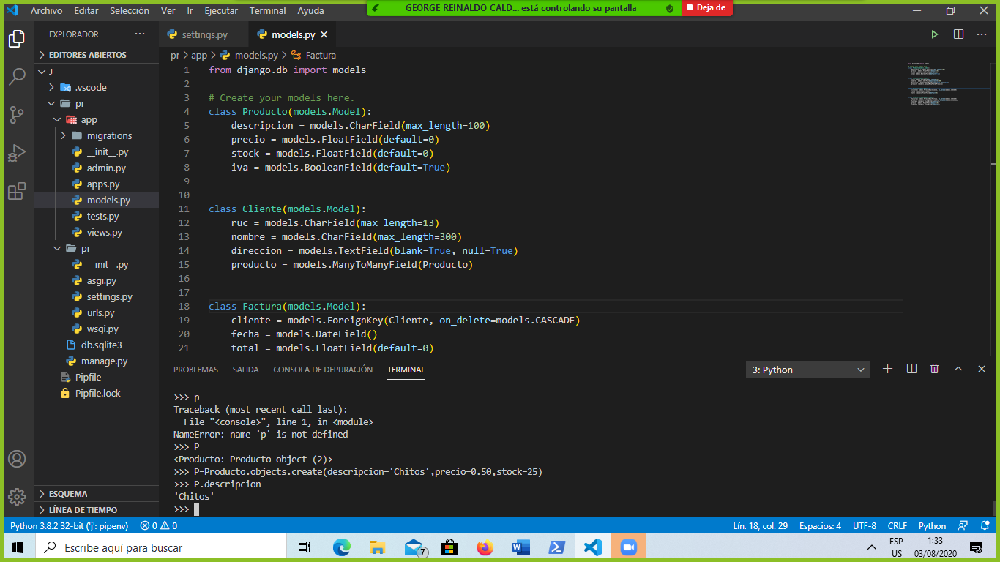 Archivo Editar Selección Ver Ir Ejecutar Terminal Ayuda
GEORGE REINALDO CALD... está controlando su pantalla
Deja de
EXPLORADOR
EDITORES ABIERTOS
J
.vscode
pr
app
migrations
__init__.py
admin.py
apps.py
models.py
tests.py
views.py
pr
__init__.py
asgi.py
settings.py
urls.py
wsgi.py
db.sqlite3
manage.py
Pipfile
Pipfile.lock
ESQUEMA
LÍNEA DE TIEMPO
settings.py models.py
pr > app > models.py > Factura
1 from django.db import models
2
3 # Create your models here.
4 class Producto(models.Model):
5 descripcion = models.CharField(max_length=100)
6 precio = models.FloatField(default=0)
7 stock = models.FloatField(default=0)
8 iva = models.BooleanField(default=True)
9
10
11 class Cliente(models.Model):
12 ruc = models.CharField(max_length=13)
13 nombre = models.CharField(max_length=300)
14 direccion = models.TextField(blank=True, null=True)
15 producto = models.ManyToManyField(Producto)
16
17
18 class Factura(models.Model):
19 cliente = models.ForeignKey(Cliente, on_delete=models.CASCADE)
20 fecha = models.DateField()
21 total = models.FloatField(default=0)
PROBLEMAS SALIDA CONSOLA DE DEPURACIÓN TERMINAL
3: Python
>>> p
Traceback (most recent call last):
File "<console>", line 1, in <module>
NameError: name 'p' is not defined
>>> P
<Producto: Producto object (2)>
>>> P=Producto.objects.create(descripcion='Chitos',precio=0.50,stock=25)
>>> P.descripcion
'Chitos'
>>>
Python 3.8.2 32-bit ('j': pipenv) 0 0 Lín. 18, col. 29 Espacios: 4 UTF-8 CRLF Python
Escribe aquí para buscar
7
ESP
US
1:33
03/08/2020